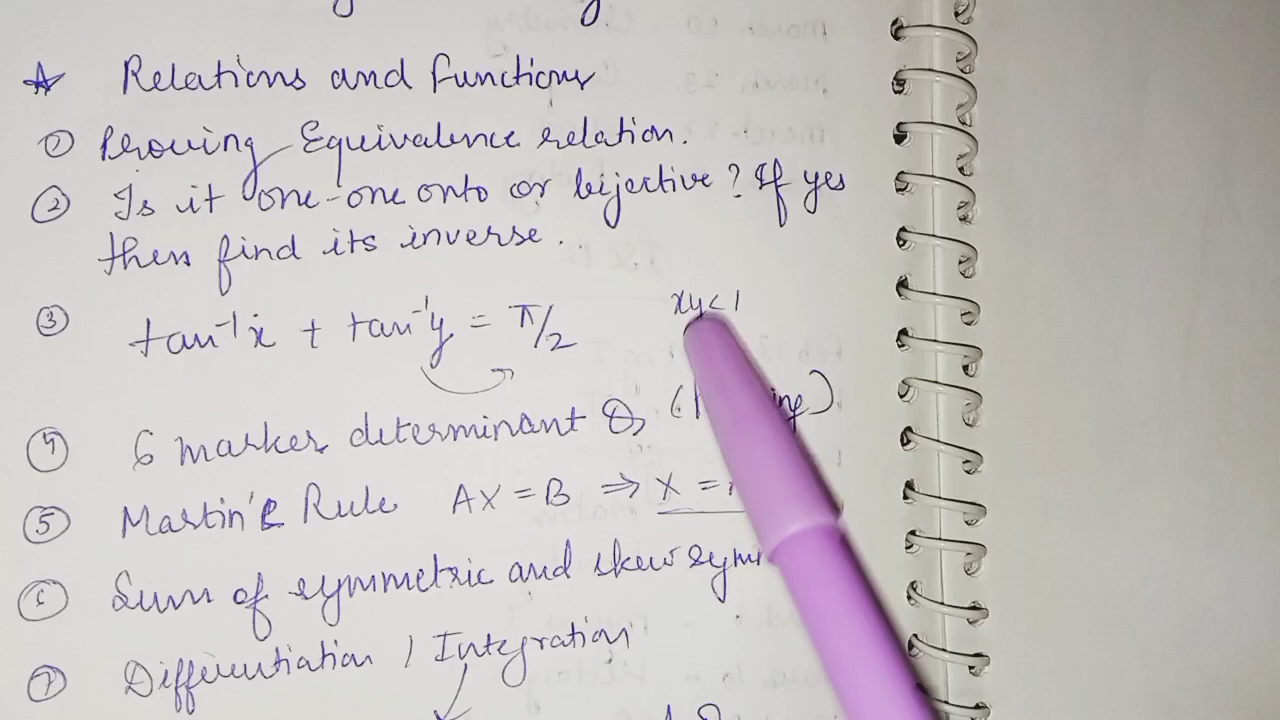 ☆ Relations and functions
① Proving Equivalence relation.
② Is it one-one onto or bijective? If yes
then find its inverse..
③ tan⁻¹x + tan⁻¹y = π/2 xy<1
④ 6 marker determinant Q, (
⑤ Martin's Rule AX = B ⇒ X =
⑥ Sum of symmetric and skew symm
⑦ Differentiation / Integration